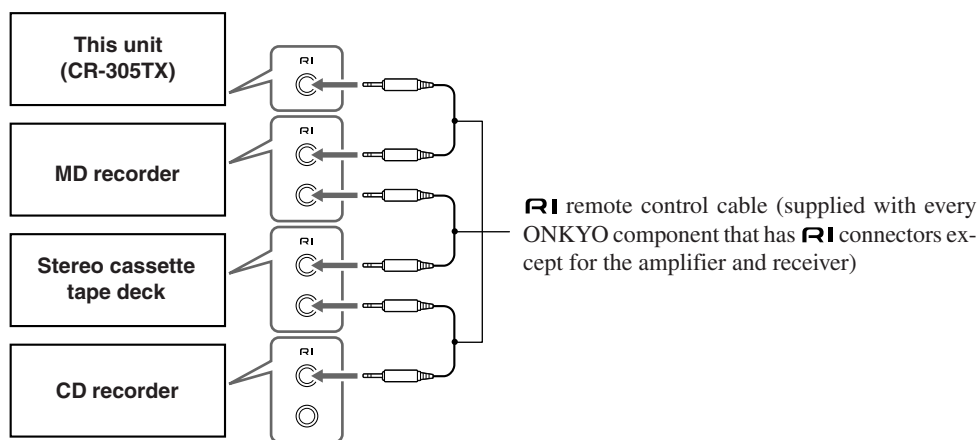 This unit
(CR-305TX)
RI
MD recorder
RI
Stereo cassette
tape deck
RI
CD recorder
RI
RI remote control cable (supplied with every
ONKYO component that has RI connectors ex-
cept for the amplifier and receiver)